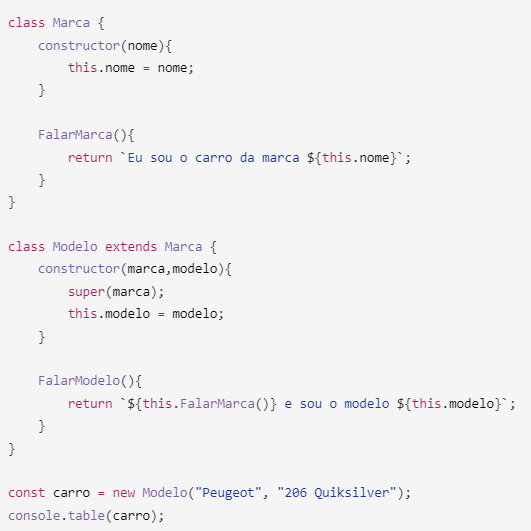 class Marca {
    constructor(nome){
        this.nome = nome;
    }

    FalarMarca(){
        return `Eu sou o carro da marca ${this.nome}`;
    }
}

class Modelo extends Marca {
    constructor(marca,modelo){
        super(marca);
        this.modelo = modelo;
    }

    FalarModelo(){
        return `${this.FalarMarca()} e sou o modelo ${this.modelo}`;
    }
}

const carro = new Modelo("Peugeot", "206 Quiksilver");
console.table(carro);